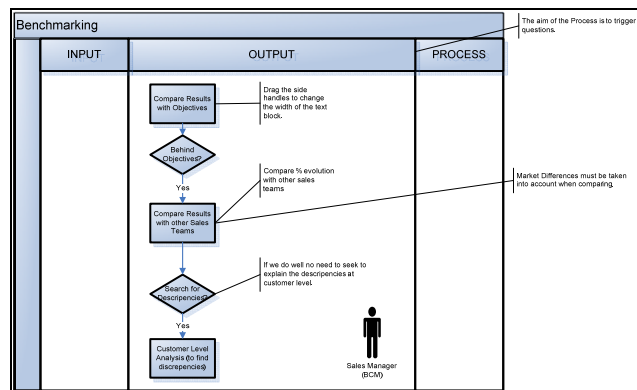 Benchmarking
The aim of the Process is to trigger
questions.
INPUT
OUTPUT
PROCESS
Compare Results
with Objectives
Drag the side
handles to change
the width of the text
block.
Behind
Objectives?
Yes
Compare % evolution
with other sales
teams
Market Differences must be taken
into account when comparing.
Compare Results
with other Sales
Teams
If we do well no need to seek to
explain the descripencies at
customer level.
Search for
Descripencies?
Yes
Customer Level
Analysis (to find
discrepencies)
Sales Manager
(BCM)